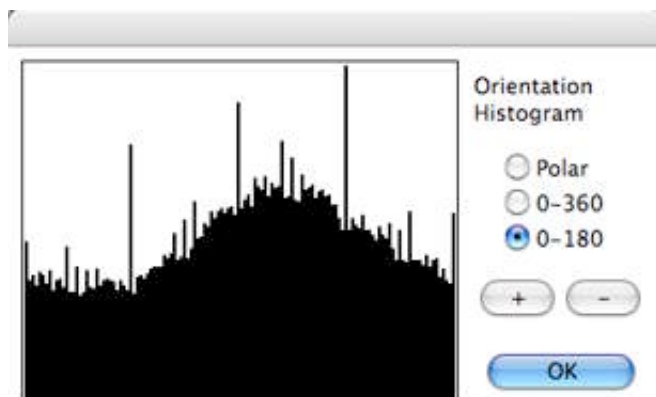 Orientation
Histogram
Polar
0-360
0-180
+
-
OK